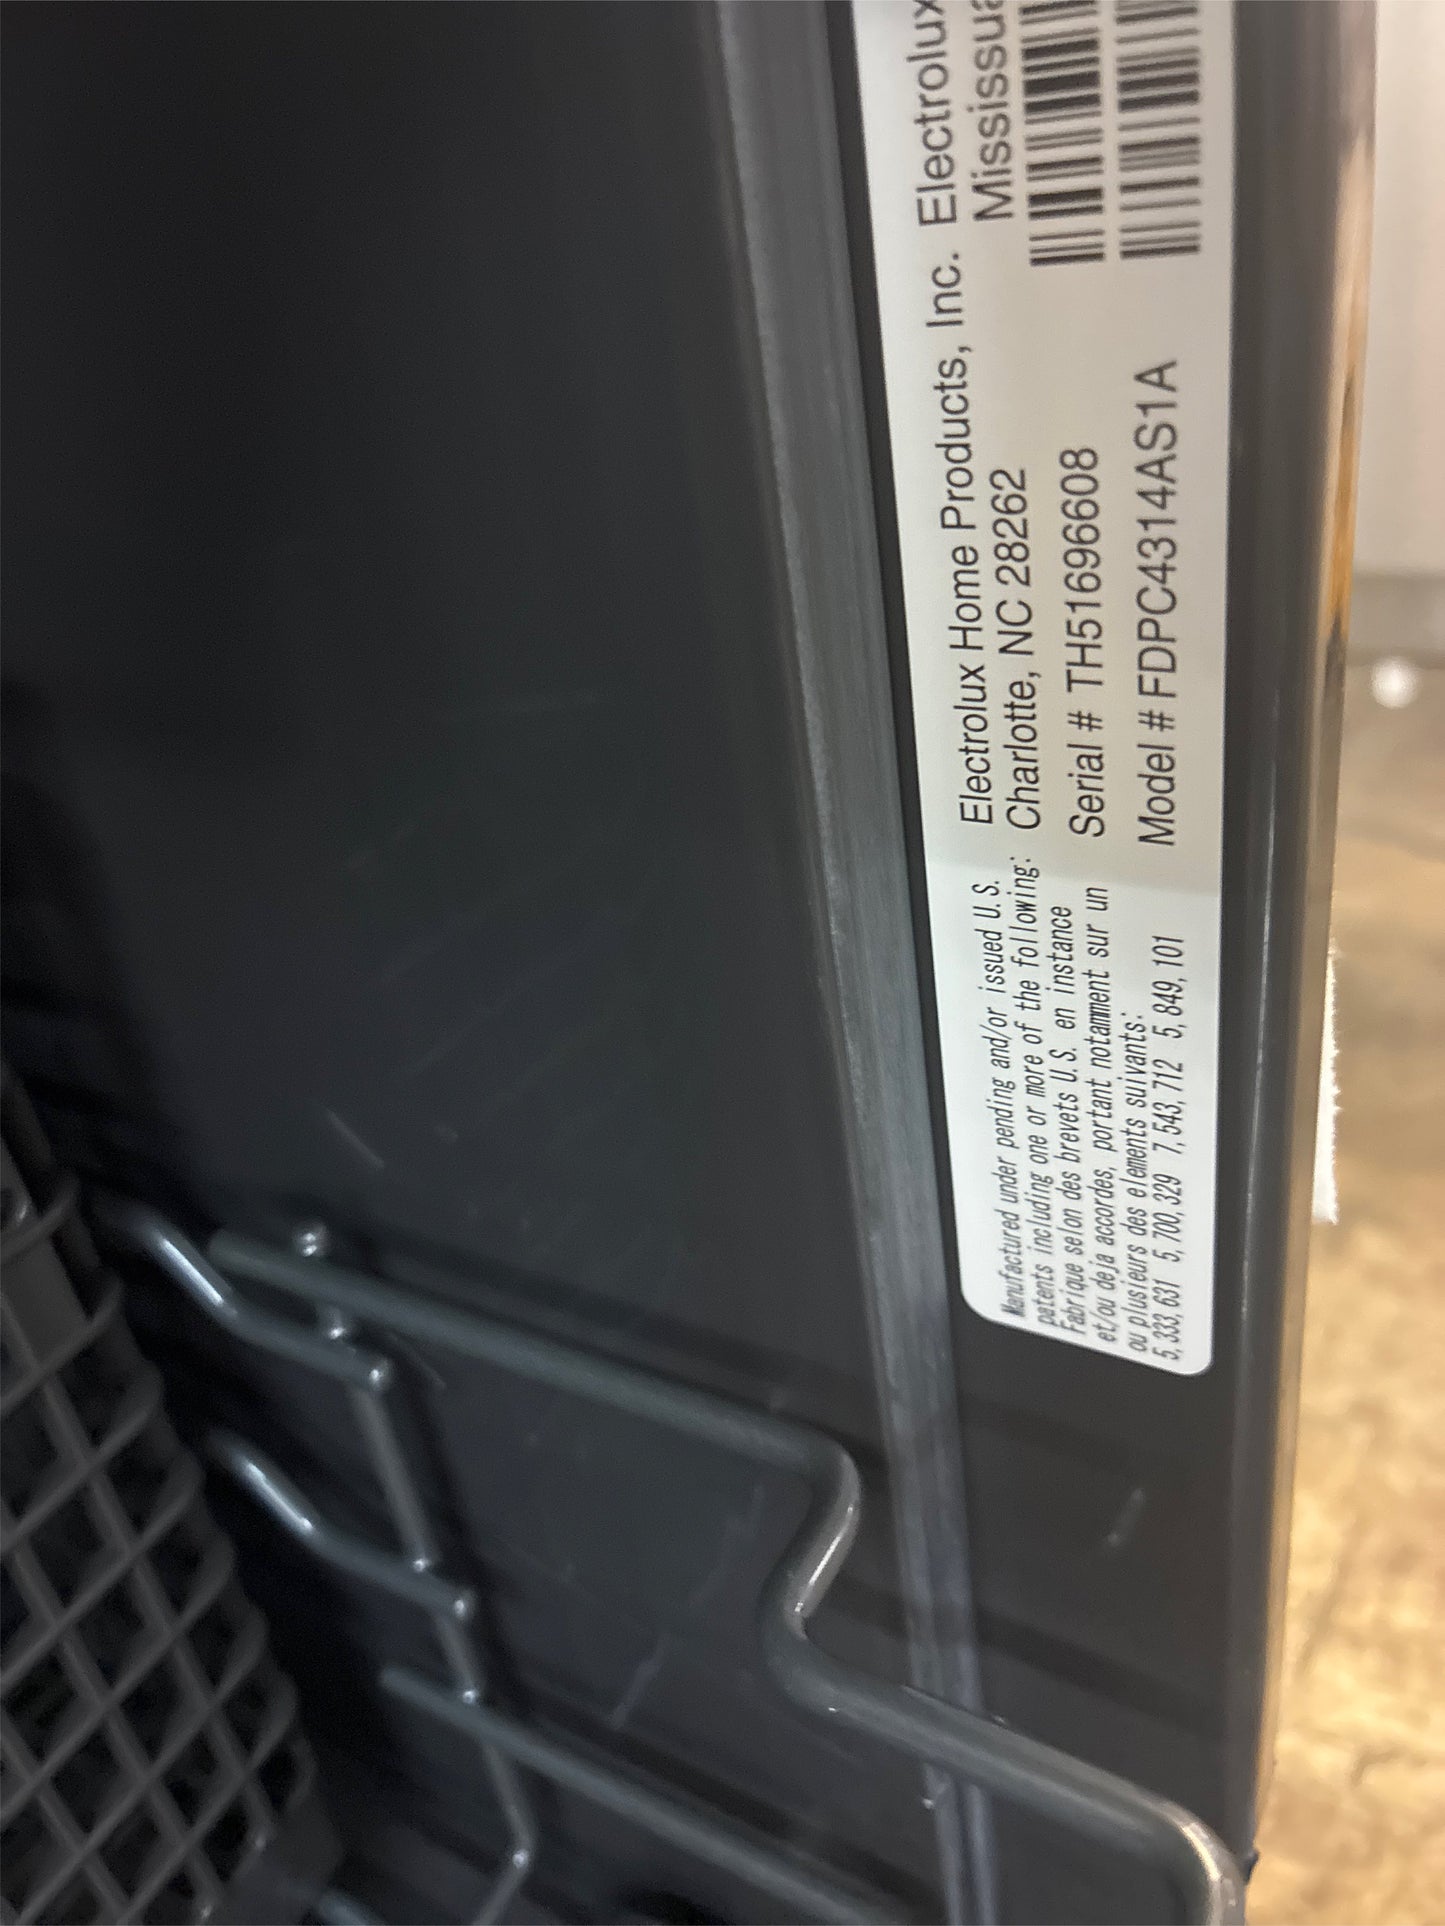 Manufactured under pending and/or issued U.S.
patents including one or more of the following:
Fabrique selon des brevets U.S. en instance
et/ou deja accordes, portant notamment sur un
ou plusieurs des elements suivants:
5,333,631 5,700,329 7,543,712 5,849,101
Electrolux Home Products, Inc.
Charlotte, NC 28262
Serial # TH51696608
Model # FDPC4314AS1A
Electrolux
Mississua